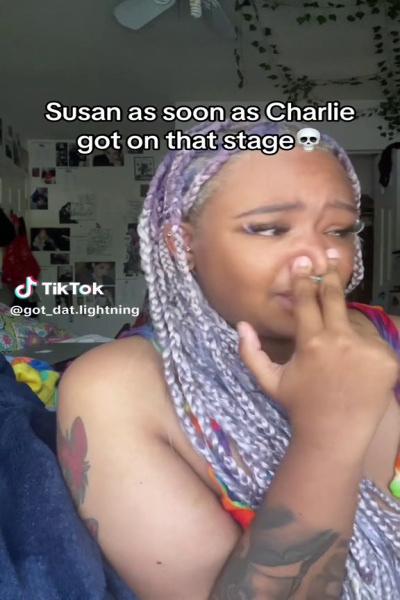 Susan as soon as Charlie
got on that stage💀
TikTok
@got_dat.lightning